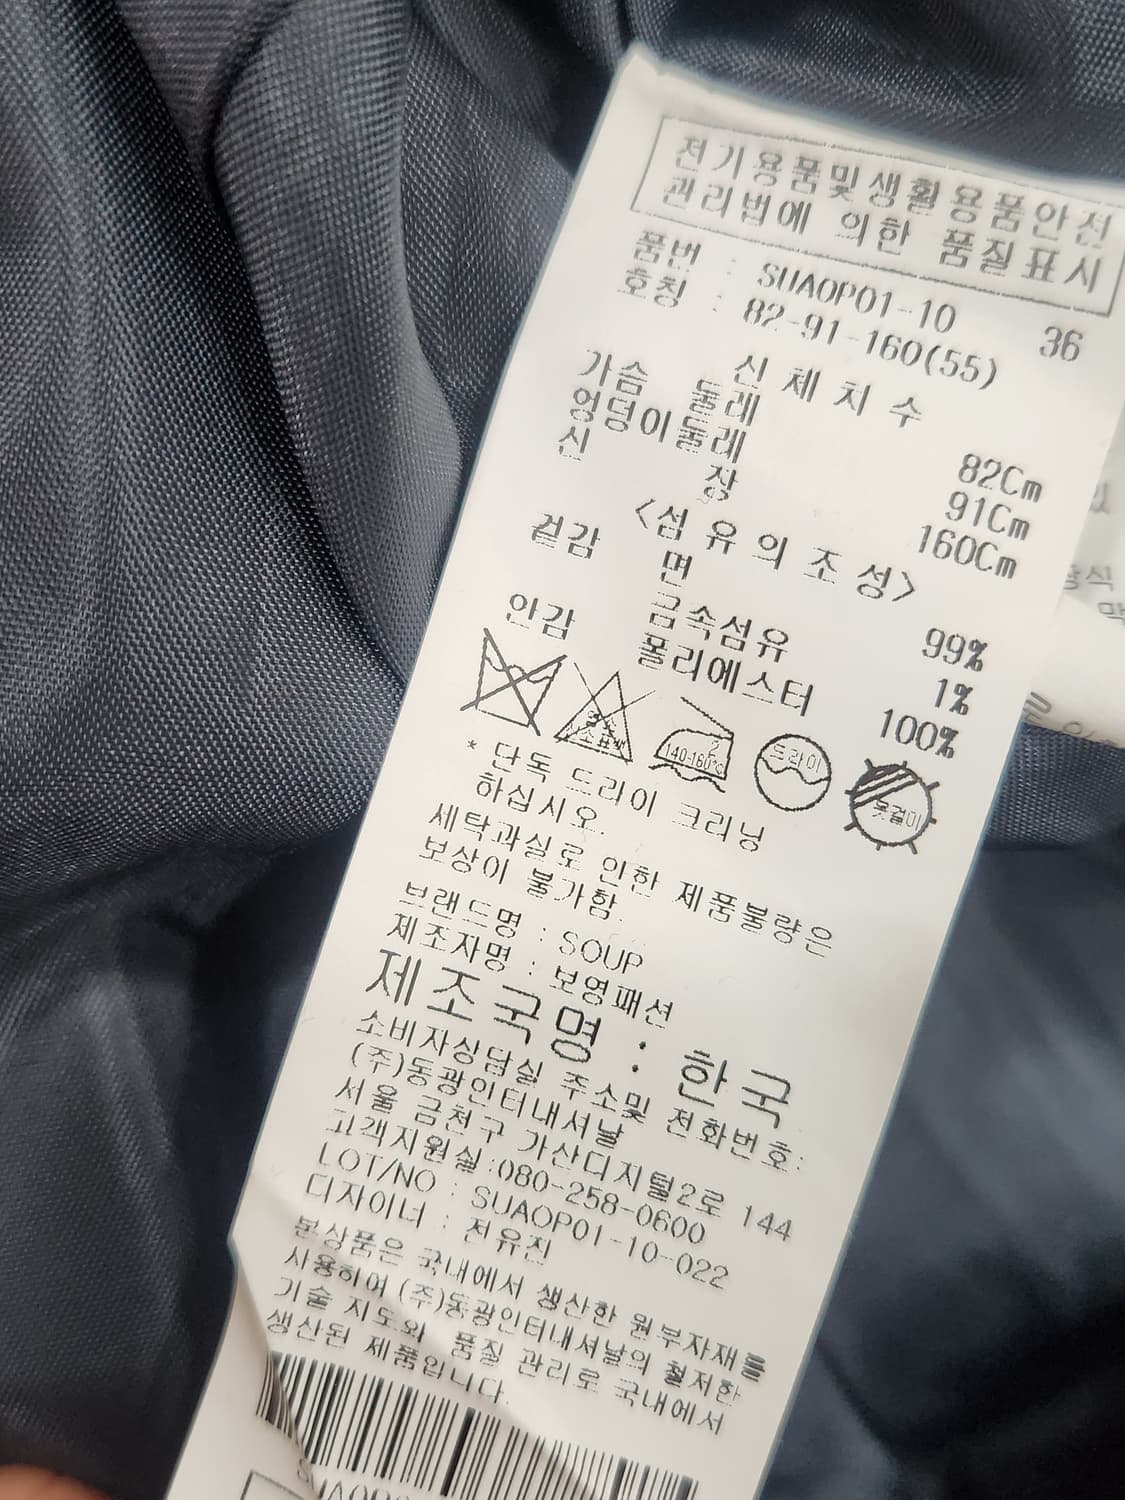 전기용품및생활용품안전
관리법에 의한 품질표시
품번 : SUAOP01-10 36
호칭 : 82-91-160(55)
신 체 치 수
가슴 둘레 82Cm
엉덩이둘레 91Cm
신 장 160Cm
<섬 유 의 조 성>
겉감 면 99%
금속섬유 1%
안감 폴리에스터 100%
염소표백
140-160℃
2
드라이
옷걸이
* 단독 드라이 크리닝
하십시오.
세탁과실로 인한 제품불량은
보상이 불가함.
브랜드명 : SOUP
제조자명 : 보영패션
제조국명 : 한국
소비자상담실 주소및 전화번호:
(주)동광인터내셔날
서울 금천구 가산디지털2로 144
고객지원실:080-258-0600
LOT/NO : SUAOP01-10-022
디자이너 : 전유진
본상품은 국내에서 생산한 원부자재를
사용하여 (주)동광인터내셔날의 철저한
기술 지도와 품질 관리로 국내에서
생산된 제품입니다.